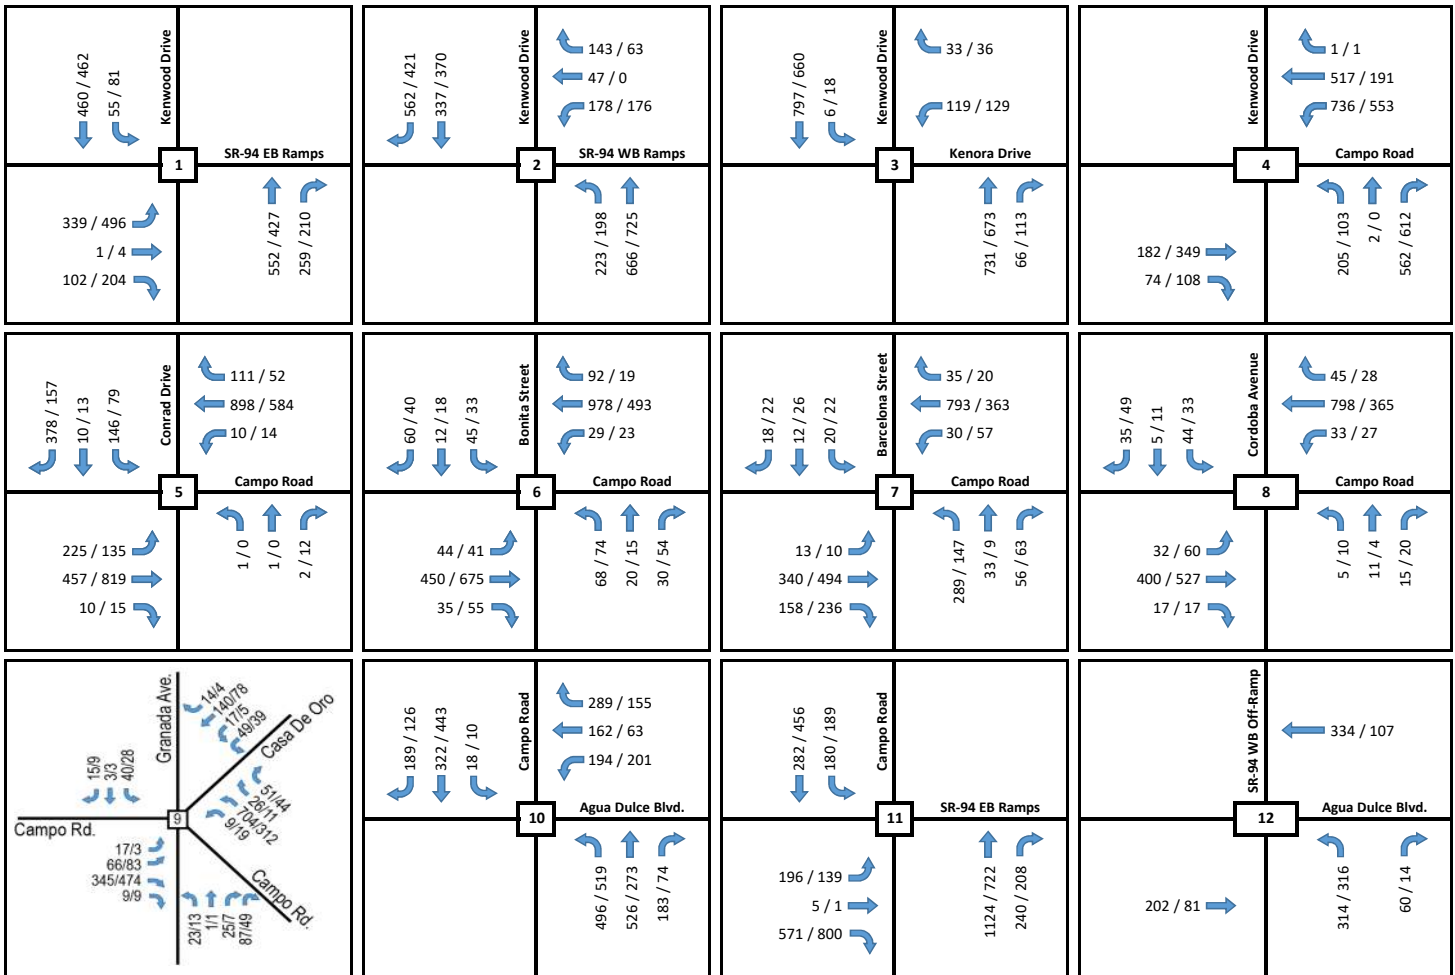 460 / 462
55 / 81
Kenwood Drive
SR-94 EB Ramps
1
339 / 496
1 / 4
102 / 204
552 / 427
259 / 210
562 / 421
337 / 370
Kenwood Drive
143 / 63
47 / 0
178 / 176
SR-94 WB Ramps
2
223 / 198
666 / 725
797 / 660
6 / 18
Kenwood Drive
33 / 36
119 / 129
Kenora Drive
3
731 / 673
66 / 113
Kenwood Drive
1 / 1
517 / 191
736 / 553
Campo Road
4
182 / 349
74 / 108
205 / 103
2 / 0
562 / 612
378 / 157
10 / 13
146 / 79
Conrad Drive
111 / 52
898 / 584
10 / 14
Campo Road
5
225 / 135
457 / 819
10 / 15
1 / 0
1 / 0
2 / 12
60 / 40
12 / 18
45 / 33
Bonita Street
92 / 19
978 / 493
29 / 23
Campo Road
6
44 / 41
450 / 675
35 / 55
68 / 74
20 / 15
30 / 54
18 / 22
12 / 26
20 / 22
Barcelona Street
35 / 20
793 / 363
30 / 57
Campo Road
7
13 / 10
340 / 494
158 / 236
289 / 147
33 / 9
56 / 63
35 / 49
5 / 11
44 / 33
Cordoba Avenue
45 / 28
798 / 365
33 / 27
Campo Road
8
32 / 60
400 / 527
17 / 17
5 / 10
11 / 4
15 / 20
Granada Ave.
14/4
140/78
17/5
49/39
Casa De Oro
15/9
3/3
40/28
51/44
26/11
704/312
9/19
Campo Rd.
9
17/3
66/83
345/474
9/9
23/13
1/1
25/7
87/49
Campo Rd.
189 / 126
322 / 443
18 / 10
Campo Road
289 / 155
162 / 63
194 / 201
Agua Dulce Blvd.
10
496 / 519
526 / 273
183 / 74
282 / 456
180 / 189
Campo Road
SR-94 EB Ramps
11
196 / 139
5 / 1
571 / 800
1124 / 722
240 / 208
SR-94 WB Off-Ramp
334 / 107
Agua Dulce Blvd.
12
202 / 81
314 / 316
60 / 14